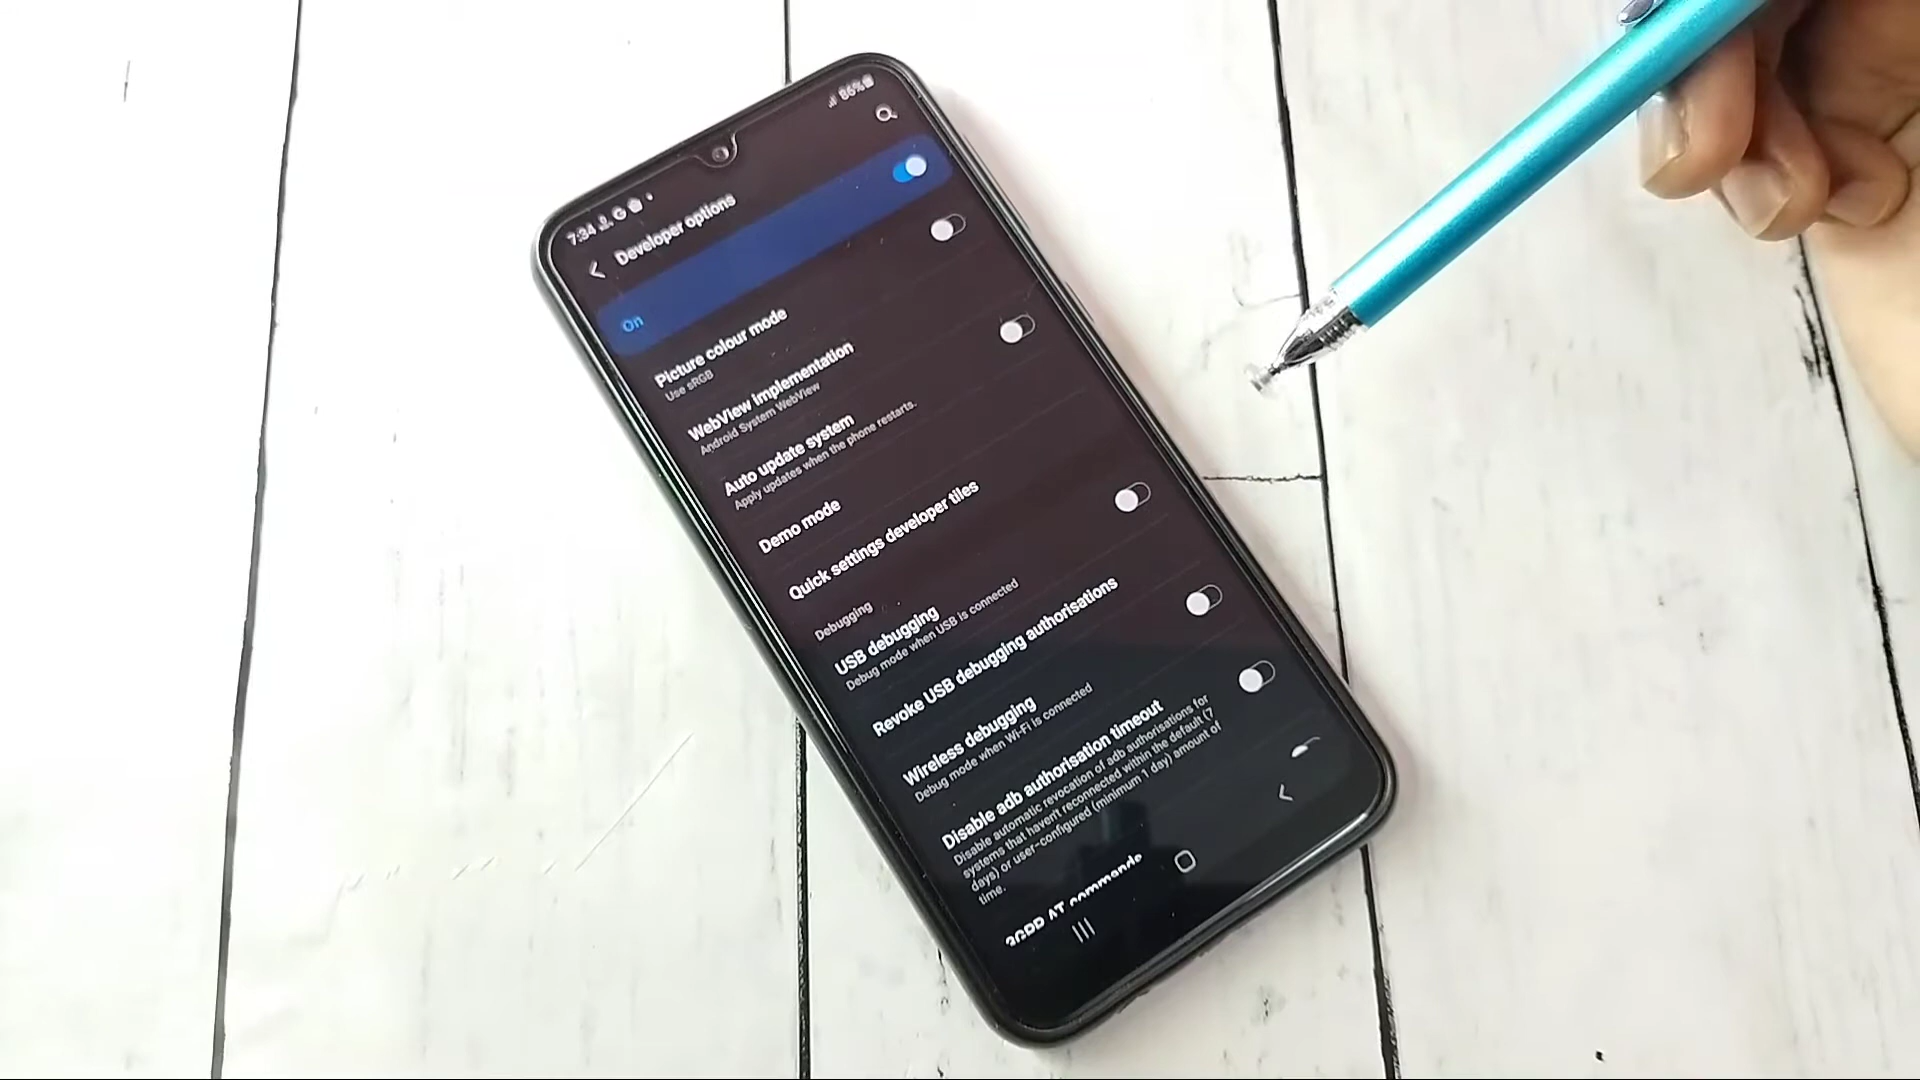 7:34
86%
Developer options
On
Picture colour mode
Use sRGB
WebView implementation
Android System WebView
Auto update system
Apply updates when the phone restarts.
Demo mode
Quick settings developer tiles
Debugging
USB debugging
Debug mode when USB is connected
Revoke USB debugging authorisations
Wireless debugging
Debug mode when Wi-Fi is connected
Disable adb authorisation timeout
Disable automatic revocation of adb authorisations for
systems that haven't reconnected within the default (7
days) or user-configured (minimum 1 day) amount of
time.
3GPP AT commands